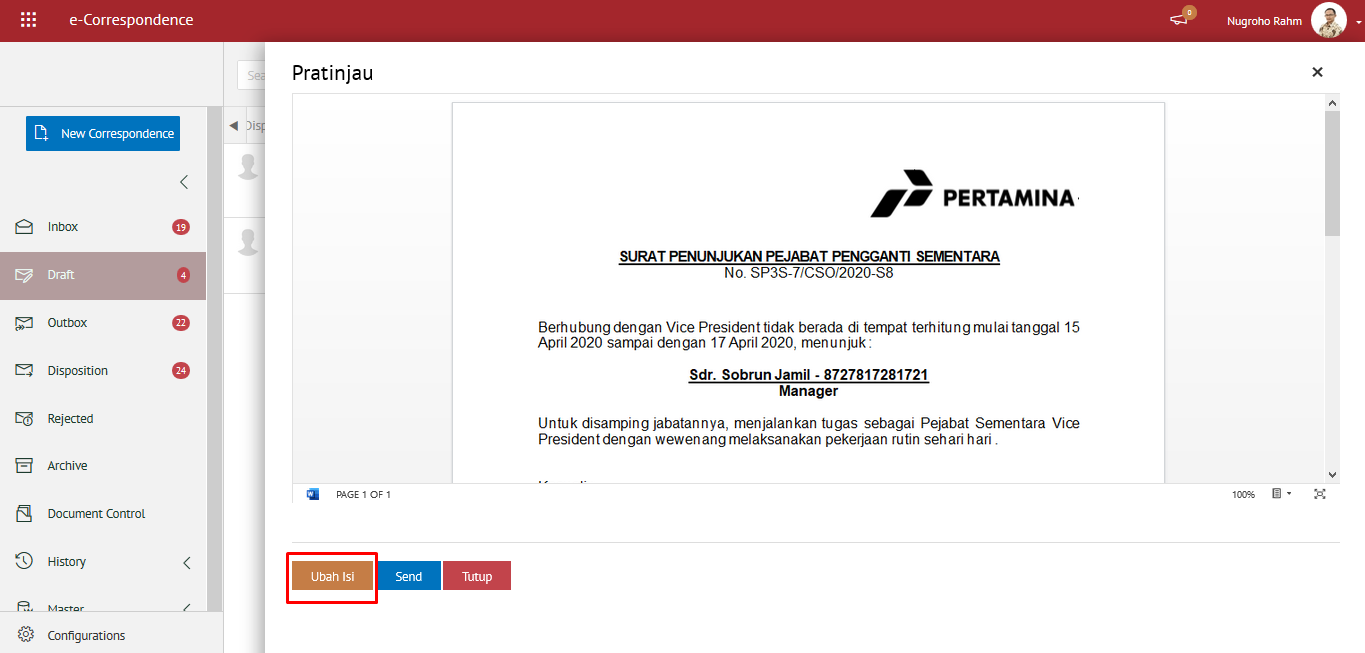 e-Correspondence
0
Nugroho Rahm
Sea
Pratinjau
New Correspondence
Disp
Inbox 19
Draft 4
Outbox 22
Disposition 24
Rejected
Archive
Document Control
History
Master
Configurations
PERTAMINA
SURAT PENUNJUKAN PEJABAT PENGGANTI SEMENTARA
No. SP3S-7/CSO/2020-S8
Berhubung dengan Vice President tidak berada di tempat terhitung mulai tanggal 15
April 2020 sampai dengan 17 April 2020, menunjuk :
Sdr. Sobrun Jamil - 8727817281721
Manager
Untuk disamping jabatannya, menjalankan tugas sebagai Pejabat Sementara Vice
President dengan wewenang melaksanakan pekerjaan rutin sehari hari .
PAGE 1 OF 1
100%
Ubah Isi
Send
Tutup